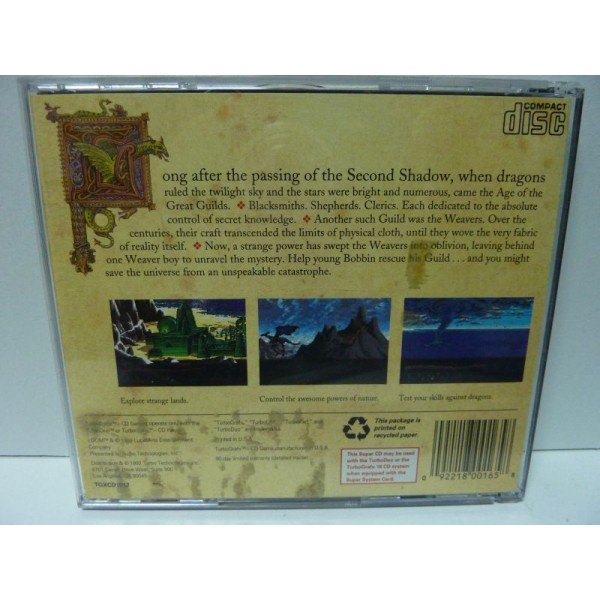 COMPACT
disc
ong after the passing of the Second Shadow, when dragons
ruled the twilight sky and the stars were bright and numerous, came the Age of the
Great Guilds. ❖ Blacksmiths. Shepherds. Clerics. Each dedicated to the absolute
control of secret knowledge. ❖ Another such Guild was the Weavers. Over the
centuries, their craft transcended the limits of physical cloth, until they wove the very fabric
of reality itself. ❖ Now, a strange power has swept the Weavers into oblivion, leaving behind
one Weaver boy to unravel the mystery. Help young Bobbin rescue his Guild . . . and you might
save the universe from an unspeakable catastrophe.
Explore strange lands.
Control the awesome powers of nature.
Test your skills against dragons.
This package is
printed on
recycled paper.
This Super CD may be used
with the TurboDuo or the
TurboGrafx-16 CD system
when equipped with the
Super System Card.
Printed in U.S.A.
Company
0 92218 00165